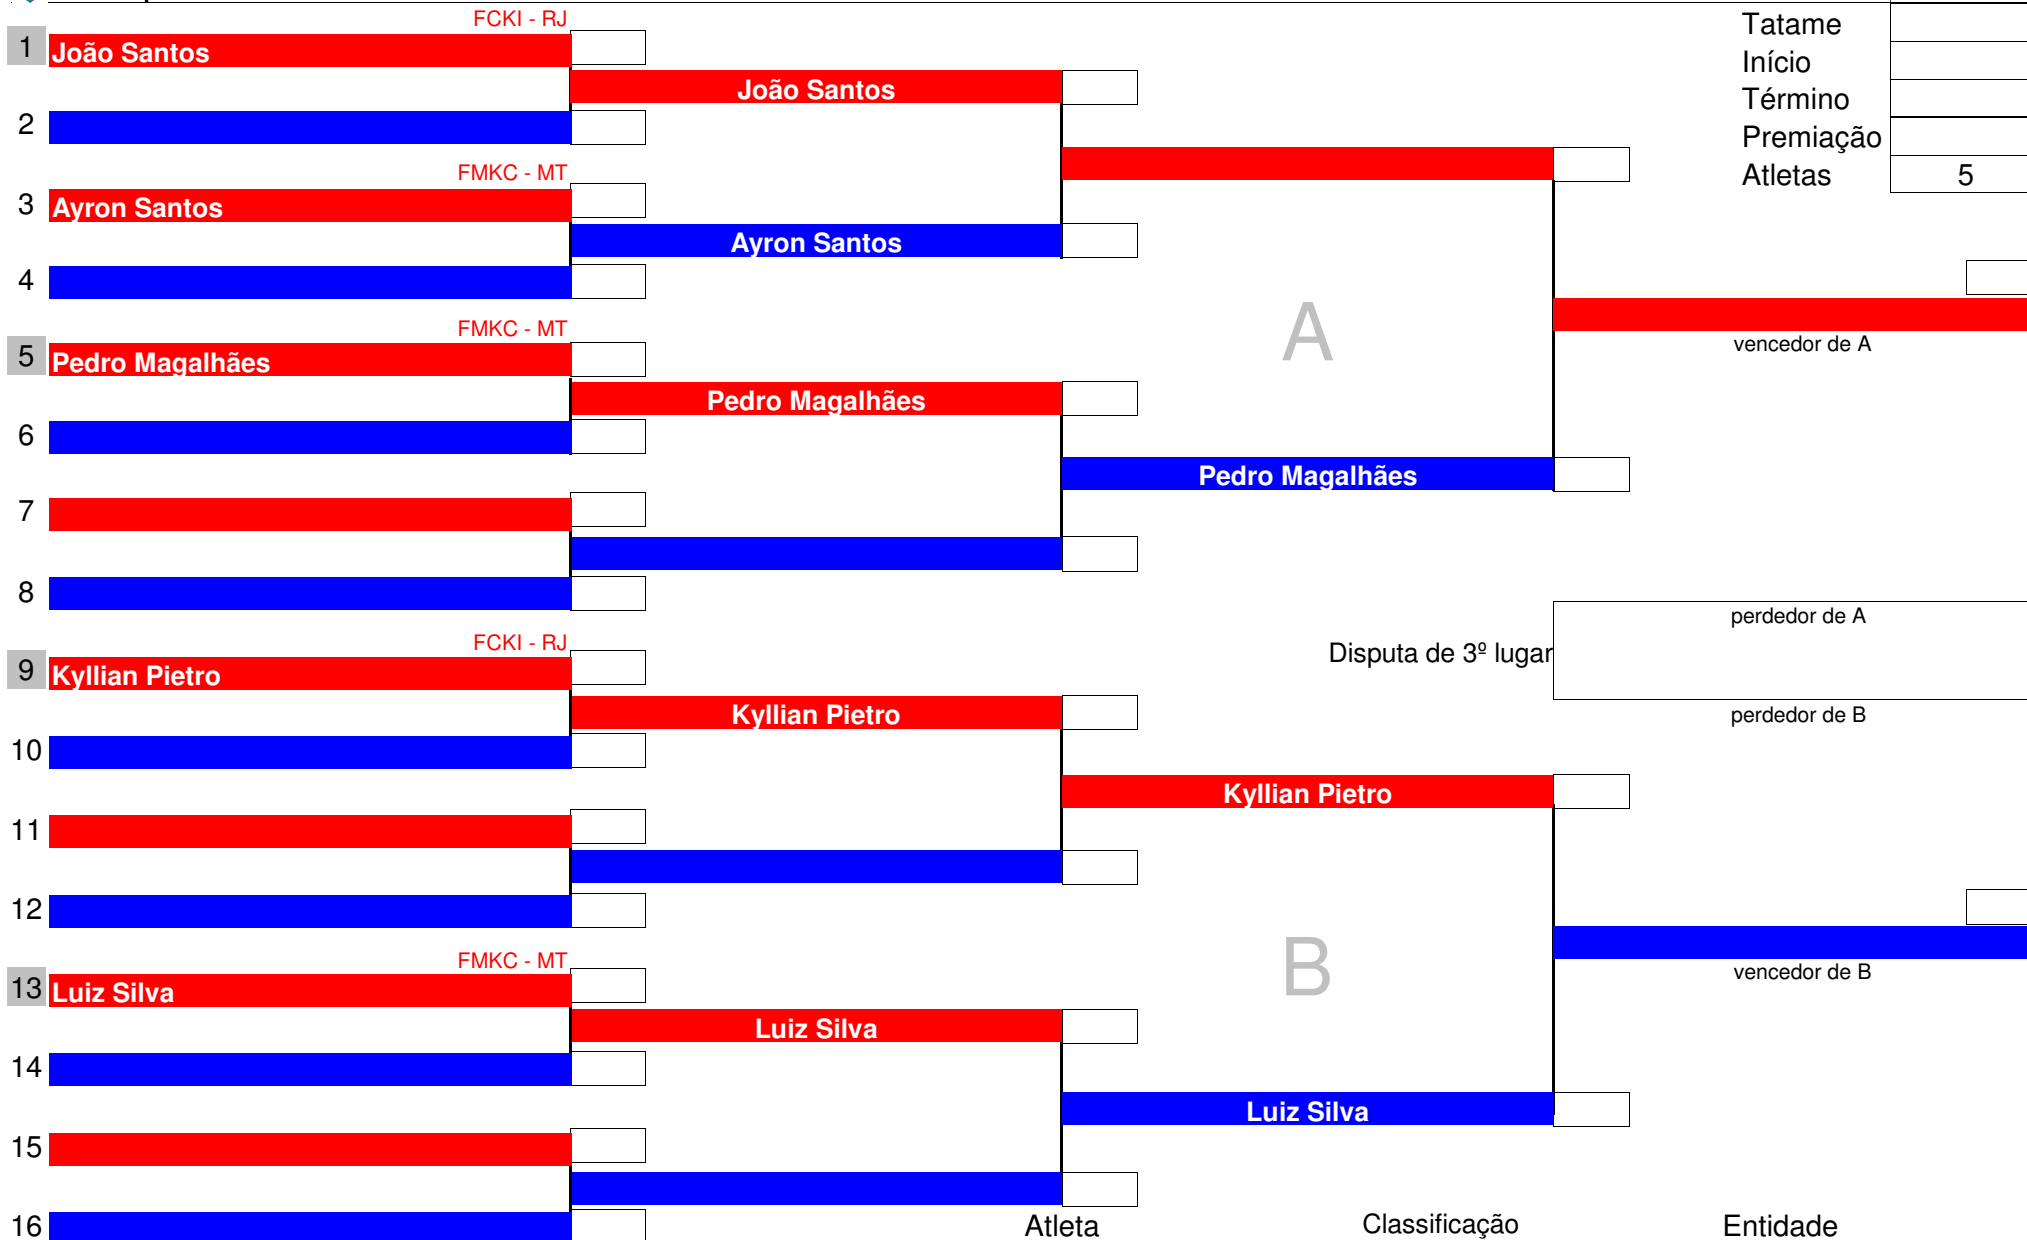 FCKI - RJ
Tatame
1 João Santos
Início
João Santos
Término
2
Premiação
FMKC - MT
Atletas 5
3 Ayron Santos
Ayron Santos
4
FMKC - MT
A
vencedor de A
5 Pedro Magalhães
Pedro Magalhães
6
Pedro Magalhães
7
8
perdedor de A
FCKI - RJ
Disputa de 3º lugar
9 Kyllian Pietro
Kyllian Pietro
perdedor de B
10
Kyllian Pietro
11
12
FMKC - MT
B
vencedor de B
13 Luiz Silva
Luiz Silva
14
Luiz Silva
15
16
Atleta Classificação Entidade